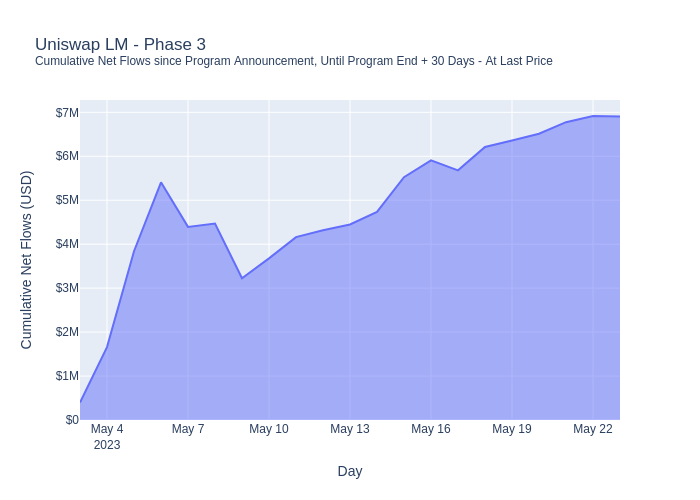 Uniswap LM - Phase 3
Cumulative Net Flows since Program Announcement, Until Program End + 30 Days - At Last Price
Cumulative Net Flows (USD)
$7M
$6M
$5M
$4M
$3M
$2M
$1M
$0
May 4 May 7 May 10 May 13 May 16 May 19 May 22
2023
Day